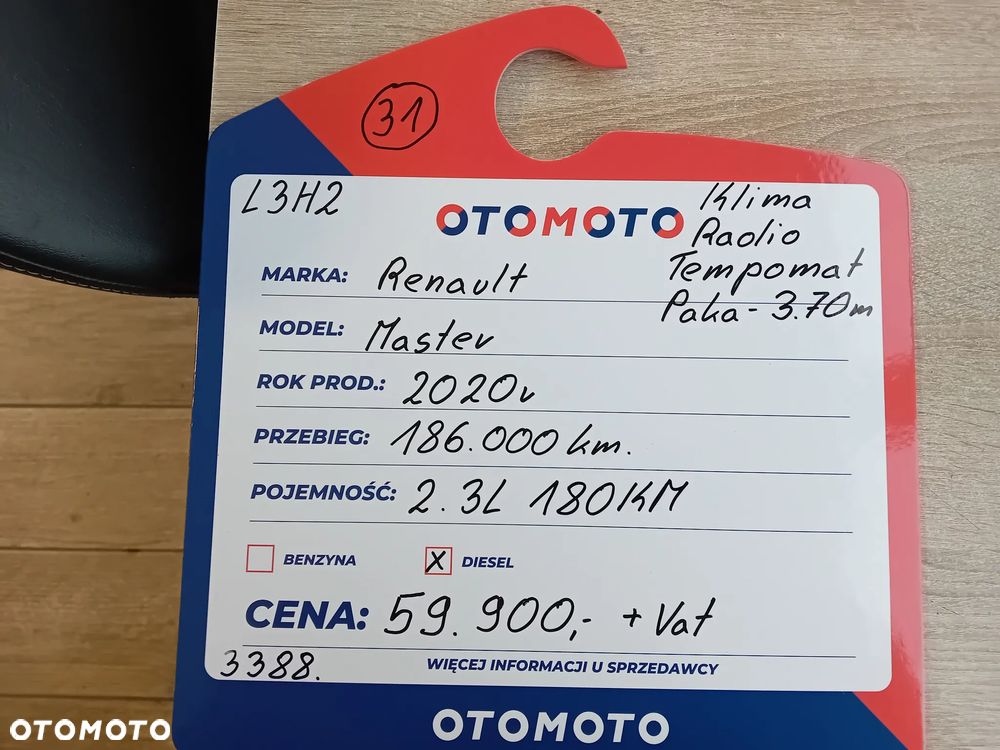 31
L3H2
OTOMOTO
Klima
Radio
Tempomat
Paka - 3.70m
MARKA: Renault
MODEL: Master
ROK PROD.: 2020r
PRZEBIEG: 186.000 km.
POJEMNOŚĆ: 2.3L 180KM
BENZYNA X DIESEL
CENA: 59.900,- + Vat
3388.
WIĘCEJ INFORMACJI U SPRZEDAWCY
OTOMOTO
OTOMOTO